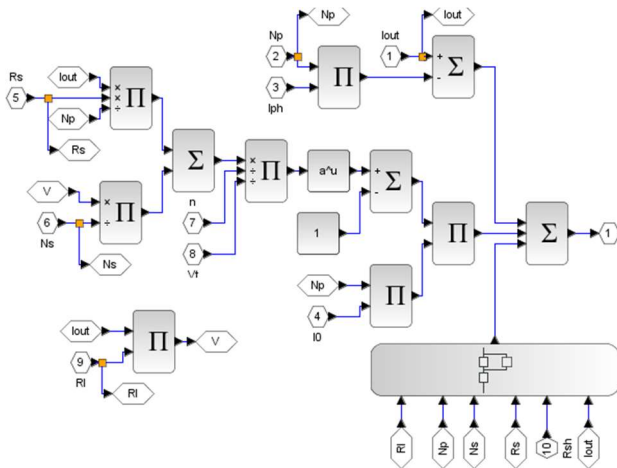 Np
Iout
Np
2
Iout
1
+
-
Σ
Rs
5
Iout
×
×
÷
Π
Np
3
Iph
Π
Rs
Σ
×
÷
÷
Π
a^u
+
-
Σ
V
×
÷
Π
n
7
1
6
Ns
8
Vt
Π
Σ
1
Ns
Np
4
I0
Π
Iout
9
Rl
Π
V
Rl
Rl
Np
Ns
Rs
10
Rsh
Iout